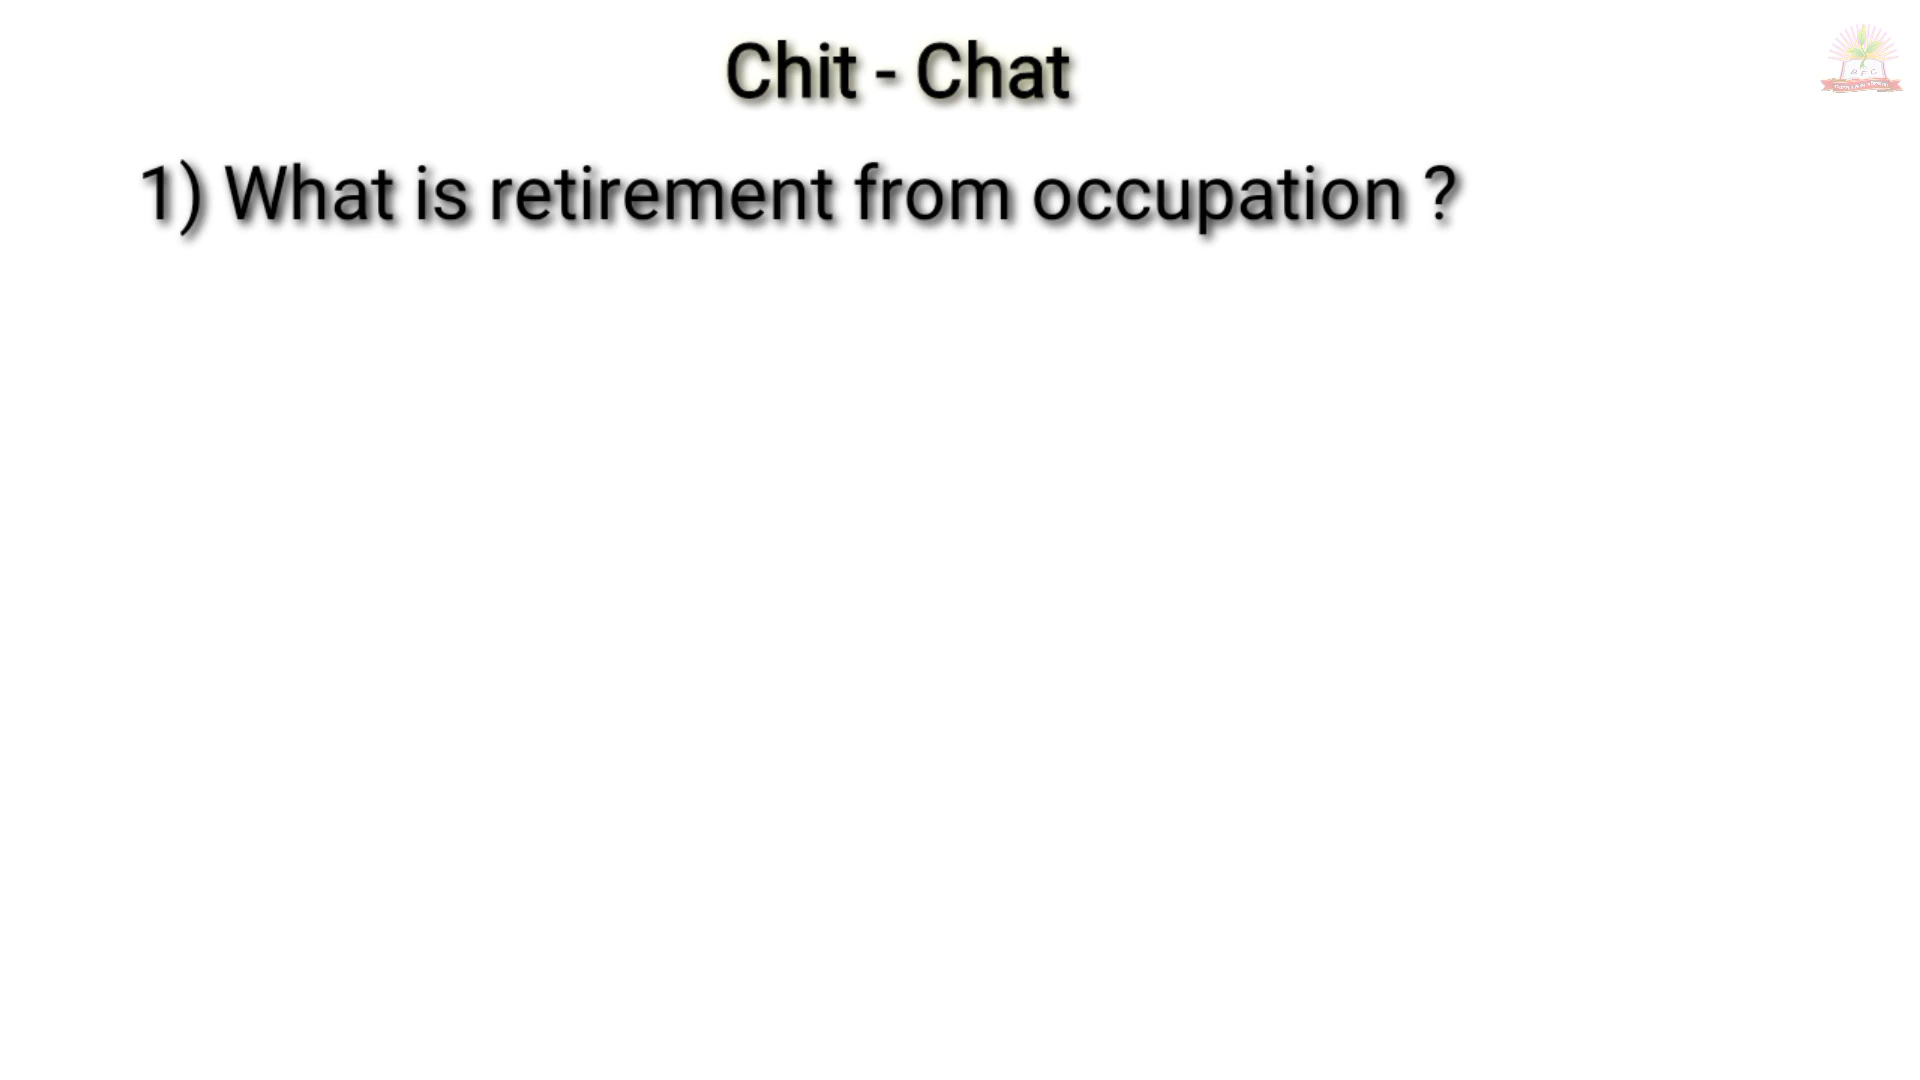 Chit - Chat
1) What is retirement from occupation ?